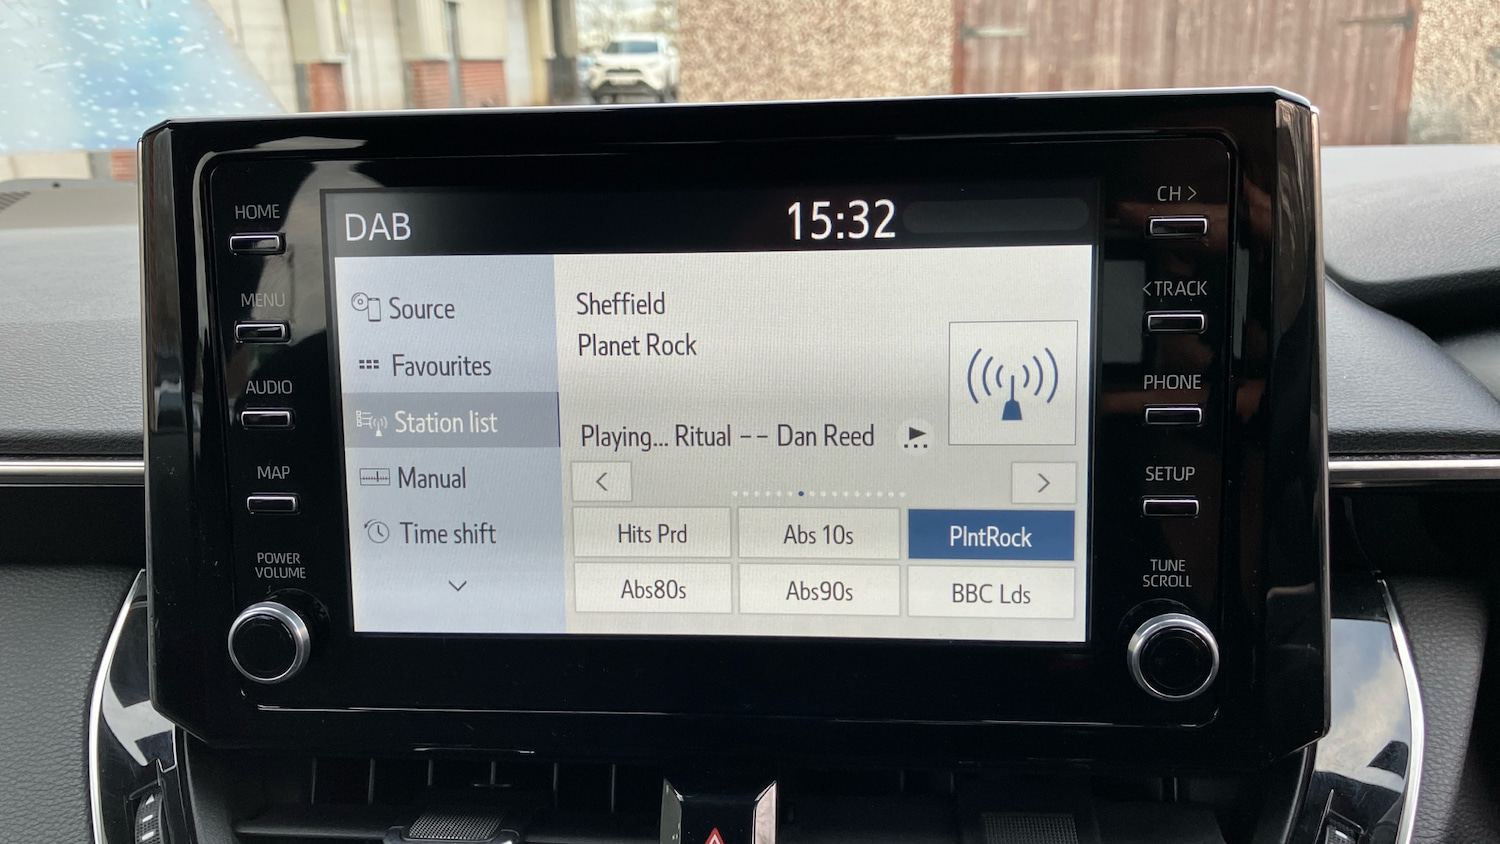 HOME
MENU
AUDIO
MAP
POWER
VOLUME
DAB
15:32
Source
Favourites
Station list
Manual
Time shift
Sheffield
Planet Rock
Playing... Ritual -- Dan Reed
Hits Prd
Abs 10s
PlntRock
Abs80s
Abs90s
BBC Lds
CH >
< TRACK
PHONE
SETUP
TUNE
SCROLL